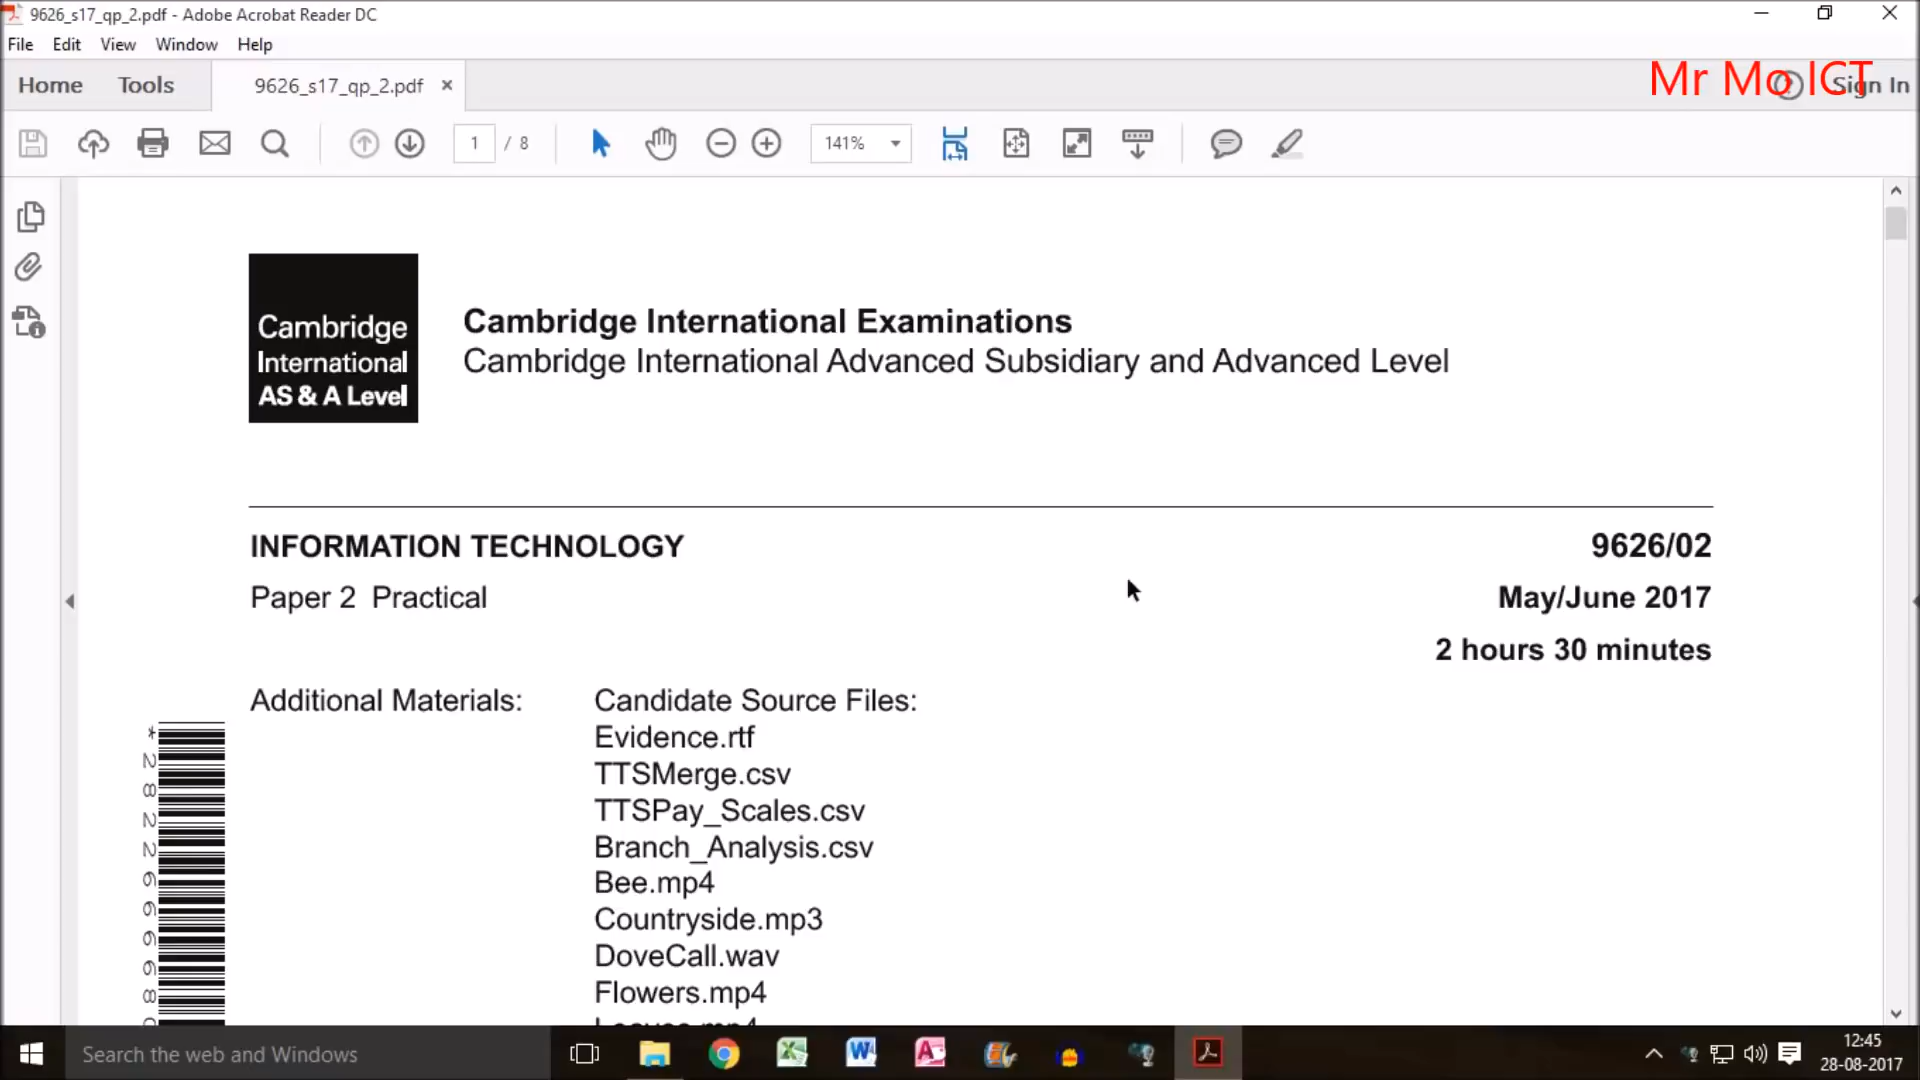 9626_s17_qp_2.pdf - Adobe Acrobat Reader DC
File Edit View Window Help
Home Tools 9626_s17_qp_2.pdf × Mr Mo ICT Sign In
1 / 8 141%
Cambridge
International
AS & A Level
Cambridge International Examinations
Cambridge International Advanced Subsidiary and Advanced Level
INFORMATION TECHNOLOGY 9626/02
Paper 2 Practical May/June 2017
2 hours 30 minutes
Additional Materials: Candidate Source Files:
Evidence.rtf
TTSMerge.csv
TTSPay_Scales.csv
Branch_Analysis.csv
Bee.mp4
Countryside.mp3
DoveCall.wav
Flowers.mp4
Leaves.mp4
*2822666680
Search the web and Windows
12:45
28-08-2017